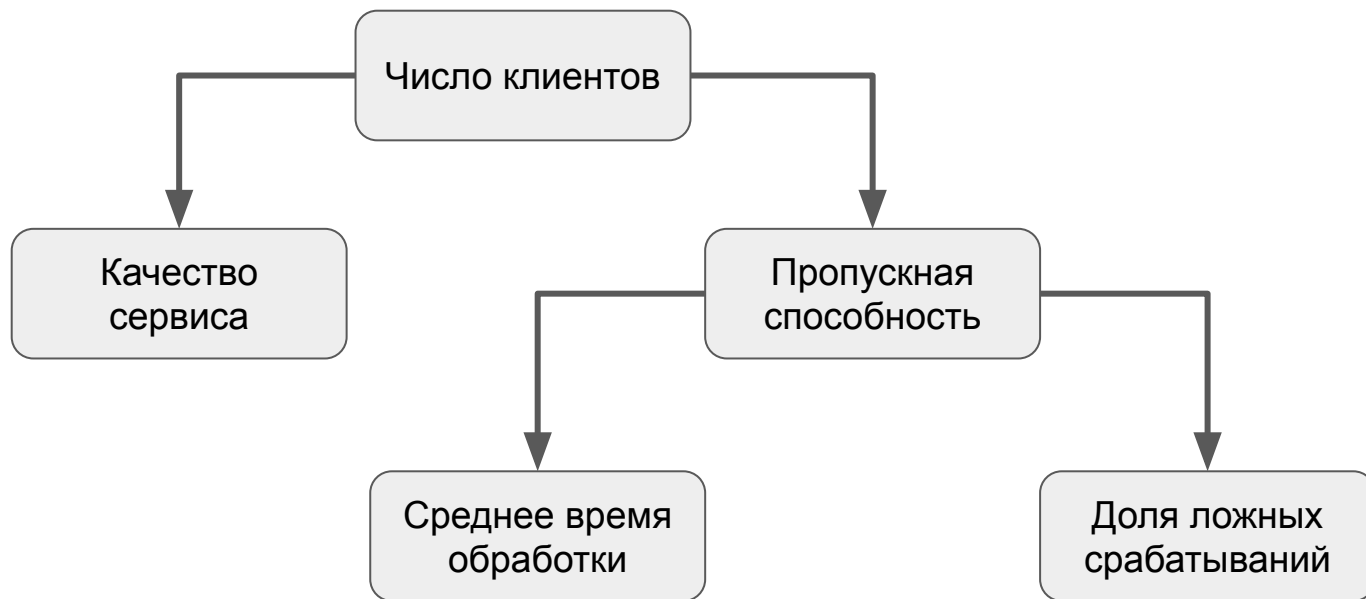 Число клиентов
Качество
сервиса
Пропускная
способность
Среднее время
обработки
Доля ложных
срабатываний